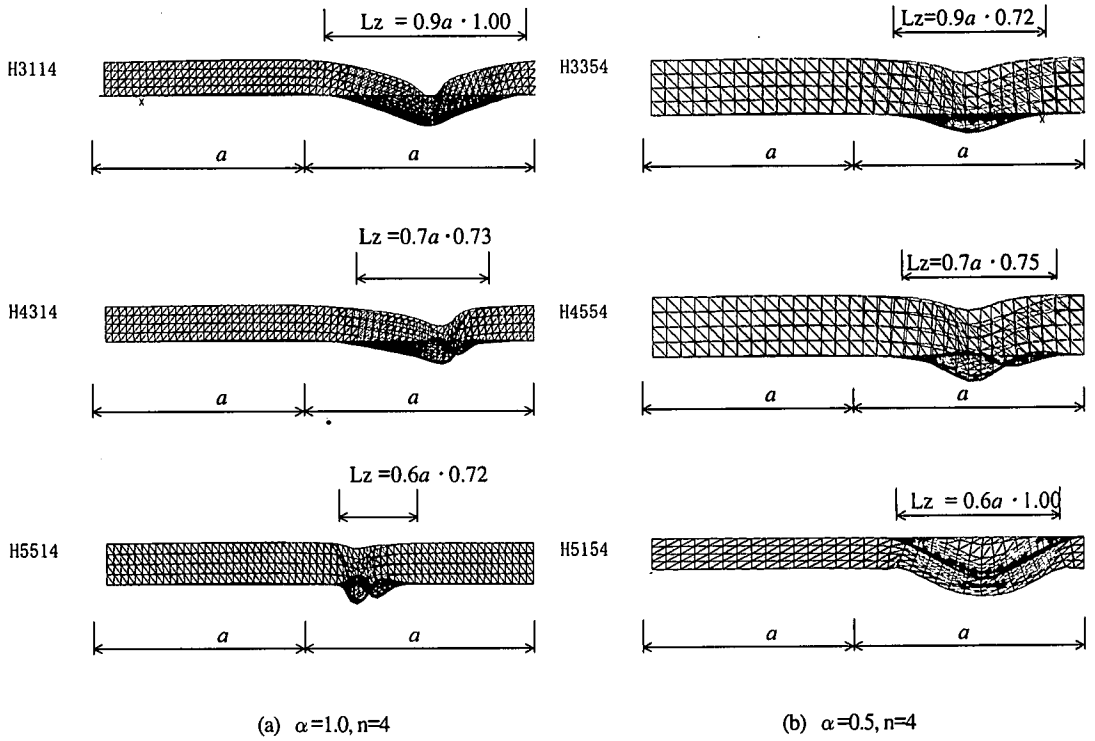 Lz = 0.9a · 1.00
H3114
a a
Lz =0.7a · 0.73
H4314
a a
Lz =0.6a · 0.72
H5514
a a
(a) α=1.0, n=4
Lz=0.9a · 0.72
H3354
a a
Lz=0.7a · 0.75
H4554
a a
Lz = 0.6a · 1.00
H5154
a a
(b) α=0.5, n=4